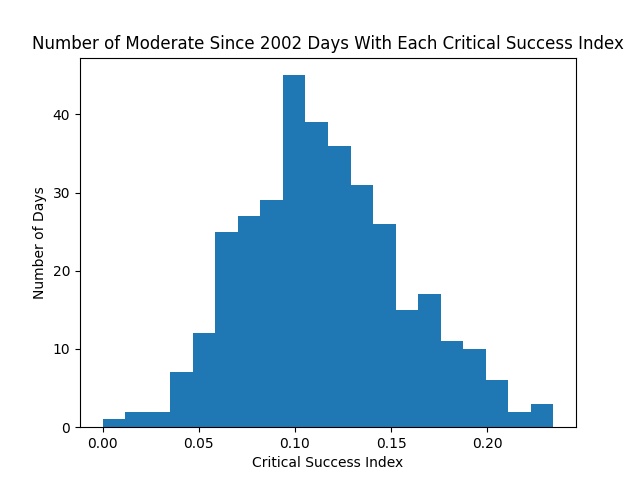 Number of Moderate Since 2002 Days With Each Critical Success Index
Number of Days
40
30
20
10
0
0.00 0.05 0.10 0.15 0.20
Critical Success Index